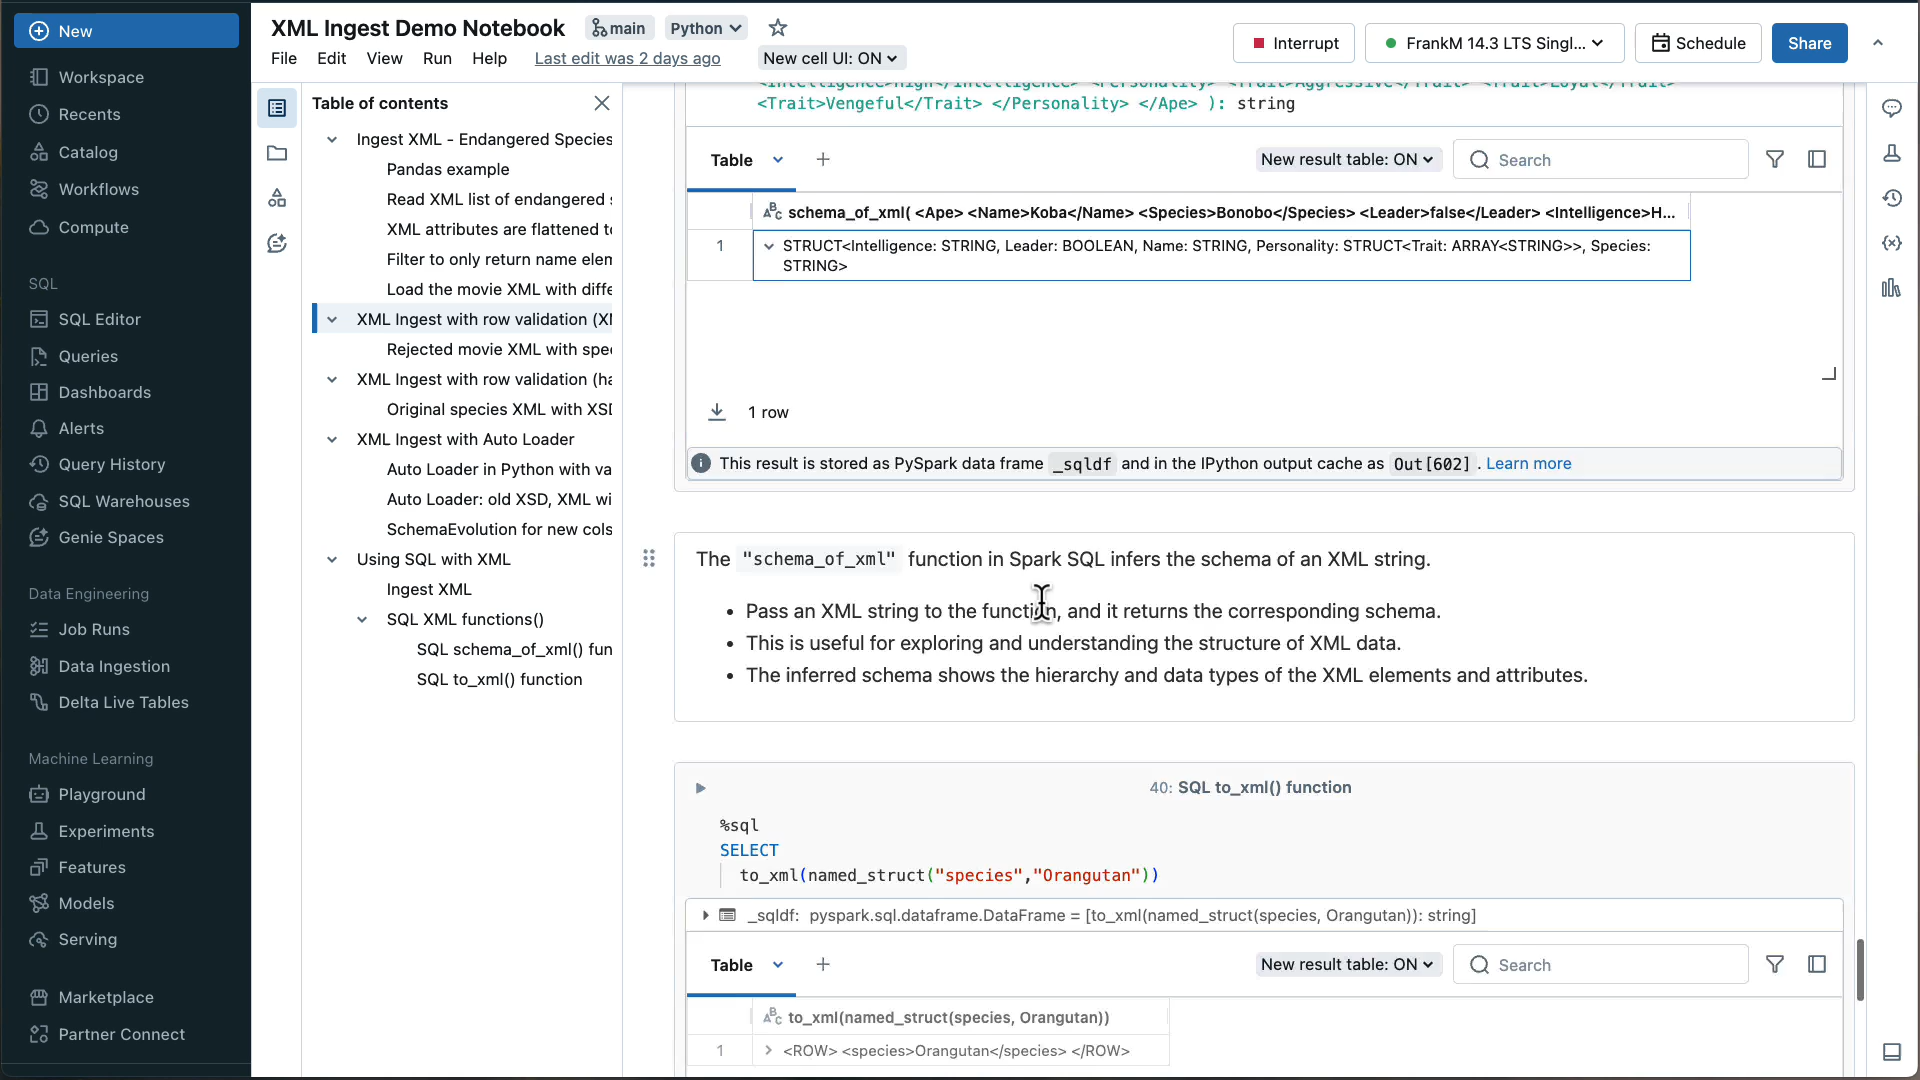 New
Workspace
Recents
Catalog
Workflows
Compute
SQL
SQL Editor
Queries
Dashboards
Alerts
Query History
SQL Warehouses
Genie Spaces
Data Engineering
Job Runs
Data Ingestion
Delta Live Tables
Machine Learning
Playground
Experiments
Features
Models
Serving
Marketplace
Partner Connect
XML Ingest Demo Notebook
main
Python
File Edit View Run Help Last edit was 2 days ago New cell UI: ON
Interrupt
FrankM 14.3 LTS Singl...
Schedule
Share
Table of contents
Ingest XML - Endangered Species
Pandas example
Read XML list of endangered
XML attributes are flattened to
Filter to only return name elem
Load the movie XML with diffe
XML Ingest with row validation (XM
Rejected movie XML with spe
XML Ingest with row validation (ha
Original species XML with XSD
XML Ingest with Auto Loader
Auto Loader in Python with va
Auto Loader: old XSD, XML wi
SchemaEvolution for new cols
Using SQL with XML
Ingest XML
SQL XML functions()
SQL schema_of_xml() fun
SQL to_xml() function
<Intelligence>High</Intelligence> <Personality> <Trait>Aggressive</Trait> <Trait>Loyal</Trait>
<Trait>Vengeful</Trait> </Personality> </Ape> ): string
Table + New result table: ON Search
schema_of_xml( <Ape> <Name>Koba</Name> <Species>Bonobo</Species> <Leader>false</Leader> <Intelligence>H...
1 STRUCT<Intelligence: STRING, Leader: BOOLEAN, Name: STRING, Personality: STRUCT<Trait: ARRAY<STRING>>, Species:
STRING>
1 row
This result is stored as PySpark data frame _sqldf and in the IPython output cache as Out[602] . Learn more
The "schema_of_xml" function in Spark SQL infers the schema of an XML string.
• Pass an XML string to the function, and it returns the corresponding schema.
• This is useful for exploring and understanding the structure of XML data.
• The inferred schema shows the hierarchy and data types of the XML elements and attributes.
40: SQL to_xml() function
%sql
SELECT
to_xml(named_struct("species","Orangutan"))
_sqldf: pyspark.sql.dataframe.DataFrame = [to_xml(named_struct(species, Orangutan)): string]
Table + New result table: ON Search
to_xml(named_struct(species, Orangutan))
1 <ROW> <species>Orangutan</species> </ROW>